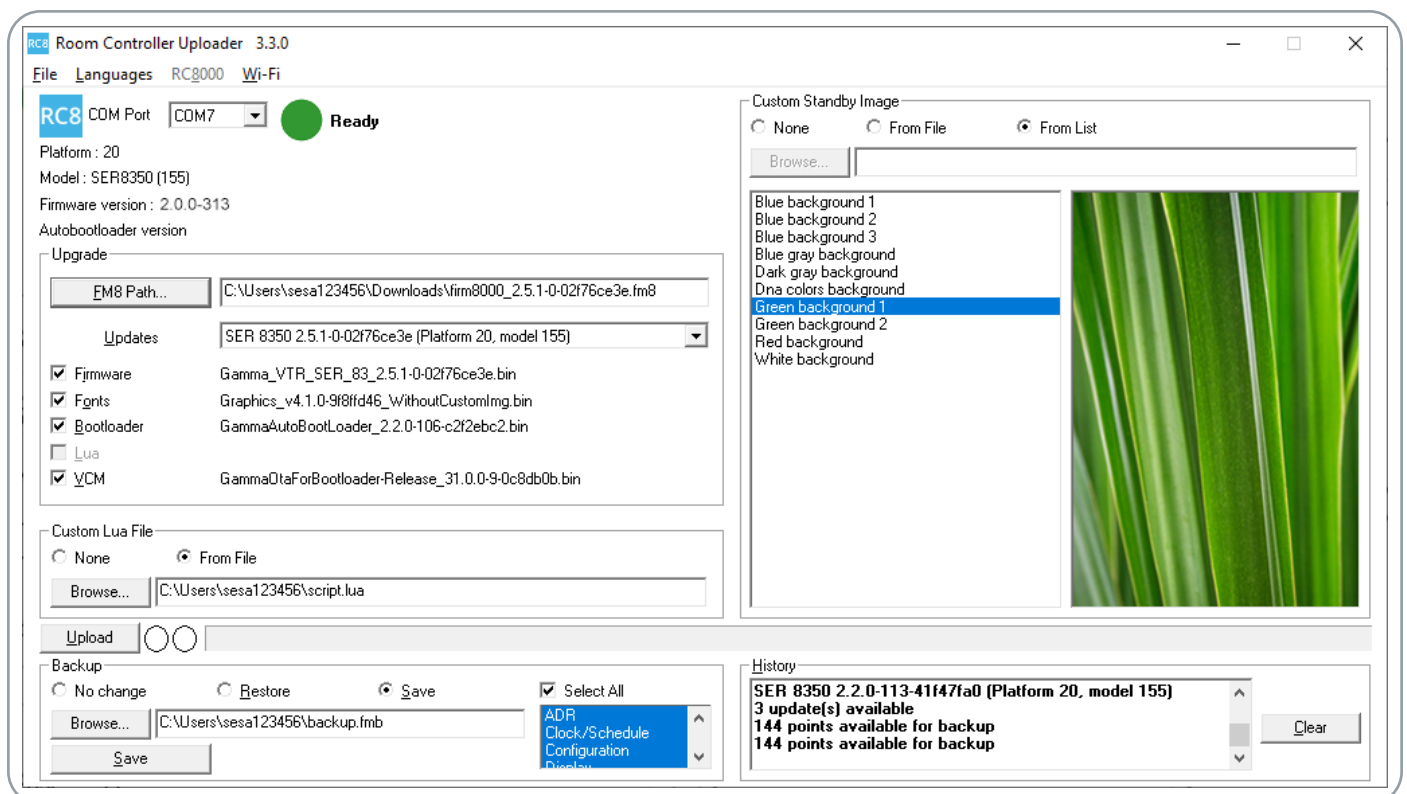 RC8 Room Controller Uploader 3.3.0
File Languages RC8000 Wi-Fi
RC8 COM Port COM7 Ready
Platform : 20
Model : SER8350 (155)
Firmware version : 2.0.0-313
Autobootloader version
Upgrade
FM8 Path... C:\Users\sesa123456\Downloads\firm8000_2.5.1-0-02f76ce3e.fm8
Updates SER 8350 2.5.1-0-02f76ce3e (Platform 20, model 155)
Firmware Gamma_VTR_SER_83_2.5.1-0-02f76ce3e.bin
Fonts Graphics_v4.1.0-9f8ffd46_WithoutCustomImg.bin
Bootloader GammaAutoBootLoader_2.2.0-106-c2f2ebc2.bin
Lua
VCM GammaOtaForBootloader-Release_31.0.0-9-0c8db0b.bin
Custom Lua File
None From File
Browse... C:\Users\sesa123456\script.lua
Custom Standby Image
None From File From List
Browse...
Blue background 1
Blue background 2
Blue background 3
Blue gray background
Dark gray background
Dna colors background
Green background 1
Green background 2
Red background
White background
Upload
Backup
No change Restore Save Select All
Browse... C:\Users\sesa123456\backup.fmb
Save
ADR
Clock/Schedule
Configuration
Display
History
SER 8350 2.2.0-113-41f47fa0 (Platform 20, model 155)
3 update(s) available
144 points available for backup
144 points available for backup
Clear